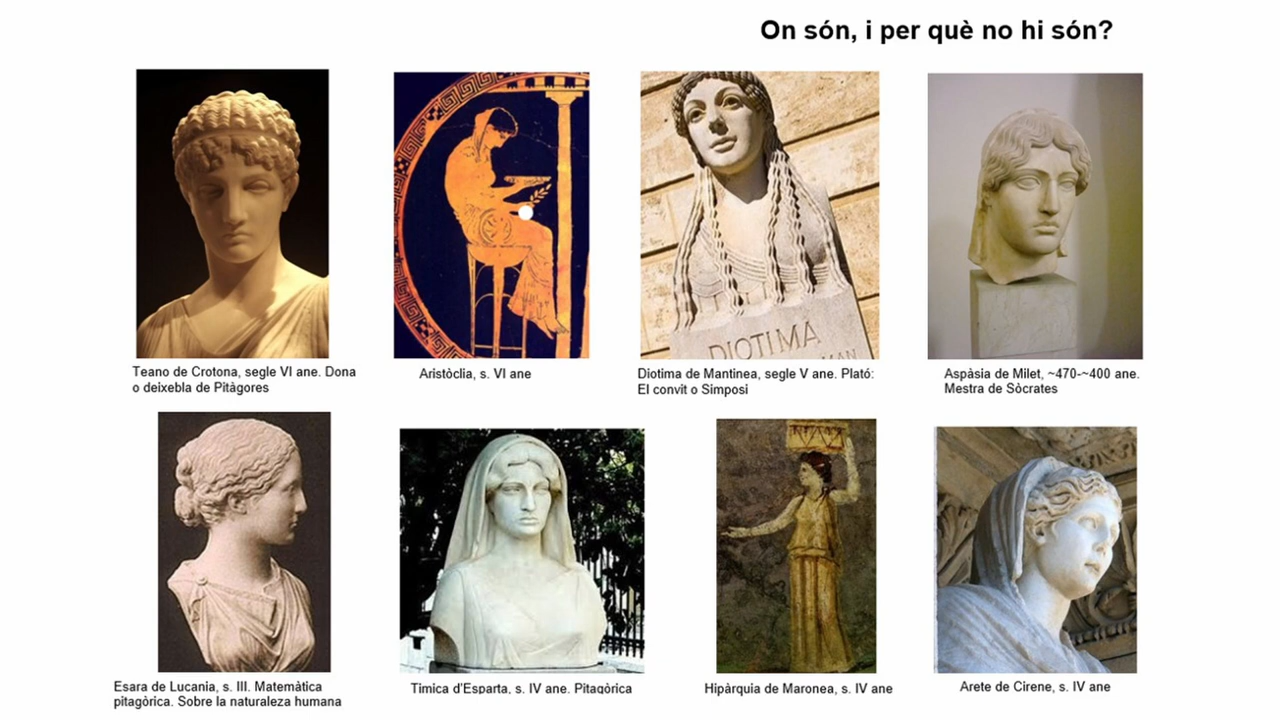 On són, i per què no hi són?
Teano de Crotona, segle VI ane. Dona
o deixebla de Pitàgores
Aristòclia, s. VI ane
DIOTIMA
Diotima de Mantinea, segle V ane. Plató:
El convit o Simposi
Aspàsia de Milet, ~470-~400 ane.
Mestra de Sòcrates
Esara de Lucania, s. III. Matemàtica
pitagòrica. Sobre la naturaleza humana
Timica d'Esparta, s. IV ane. Pitagòrica
Hipàrquia de Maronea, s. IV ane
Arete de Cirene, s. IV ane